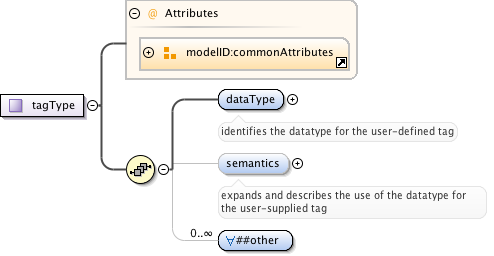 @ Attributes
modelID:commonAttributes
tagType
dataType
identifies the datatype for the user-defined tag
semantics
expands and describes the use of the datatype for
the user-supplied tag
0..∞
∀##other